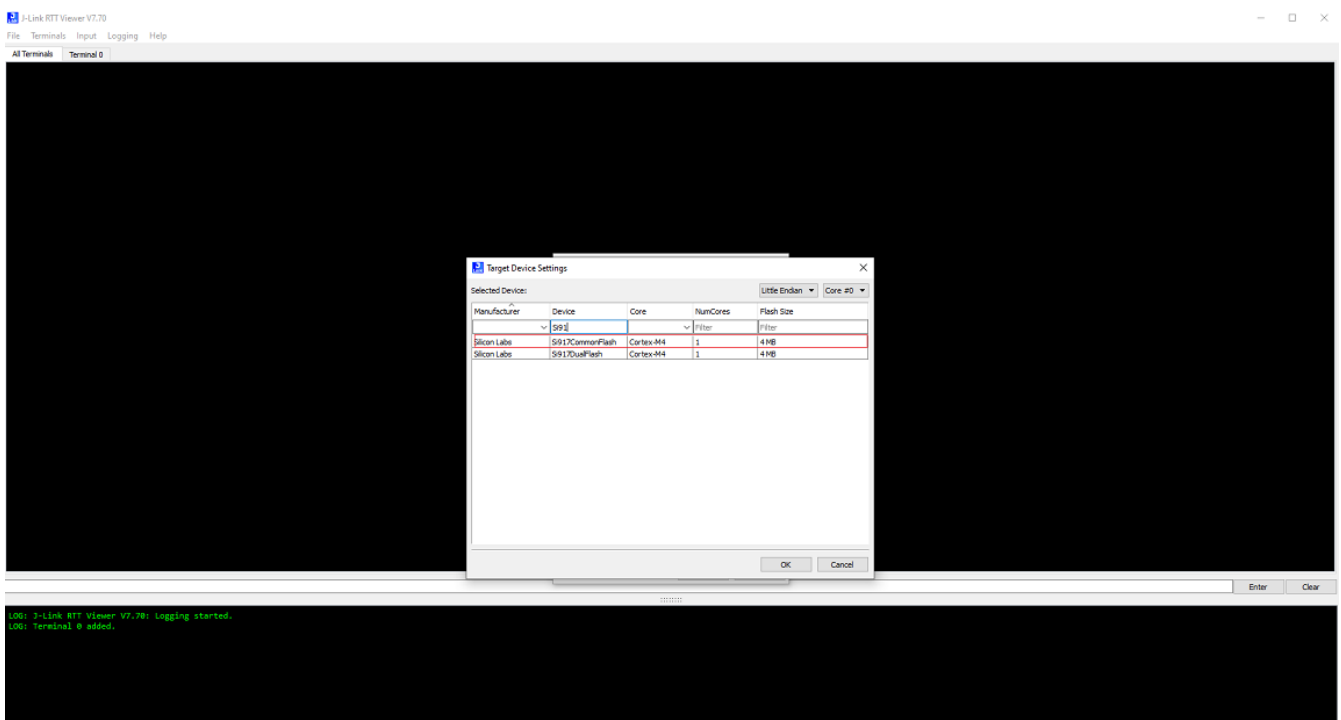 J-Link RTT Viewer V7.70
File Terminals Input Logging Help
All Terminals Terminal 0
Target Device Settings
Selected Device: Little Endian Core #0
Manufacturer Device Core NumCores Flash Size
Si91 Filter Filter
Silicon Labs Si917CommonFlash Cortex-M4 1 4 MB
Silicon Labs Si917DualFlash Cortex-M4 1 4 MB
OK Cancel
Enter Clear
LOG: J-Link RTT Viewer V7.70: Logging started.
LOG: Terminal 0 added.